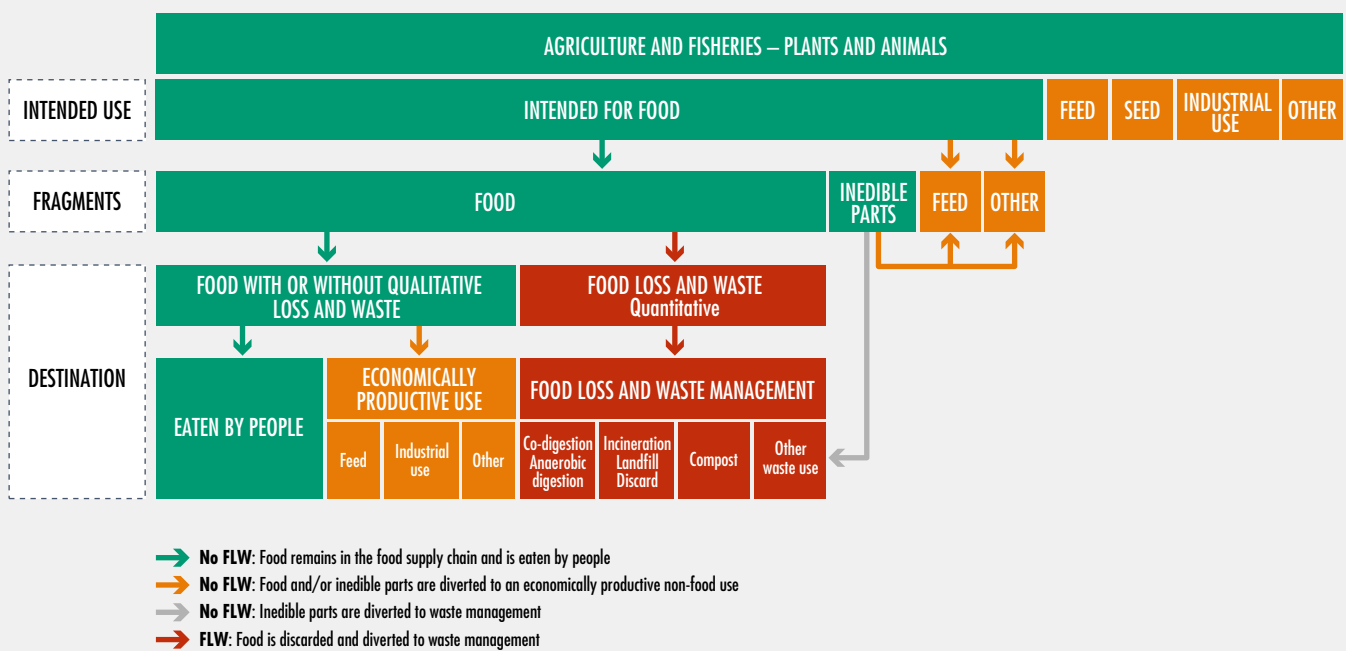 AGRICULTURE AND FISHERIES – PLANTS AND ANIMALS
INTENDED USE
INTENDED FOR FOOD
FEED
SEED
INDUSTRIAL
USE
OTHER
FRAGMENTS
FOOD
INEDIBLE
PARTS
FEED
OTHER
DESTINATION
FOOD WITH OR WITHOUT QUALITATIVE
LOSS AND WASTE
FOOD LOSS AND WASTE
Quantitative
EATEN BY PEOPLE
ECONOMICALLY
PRODUCTIVE USE
Feed
Industrial
use
Other
FOOD LOSS AND WASTE MANAGEMENT
Co-digestion
Anaerobic
digestion
Incineration
Landfill
Discard
Compost
Other
waste use
No FLW: Food remains in the food supply chain and is eaten by people
No FLW: Food and/or inedible parts are diverted to an economically productive non-food use
No FLW: Inedible parts are diverted to waste management
FLW: Food is discarded and diverted to waste management